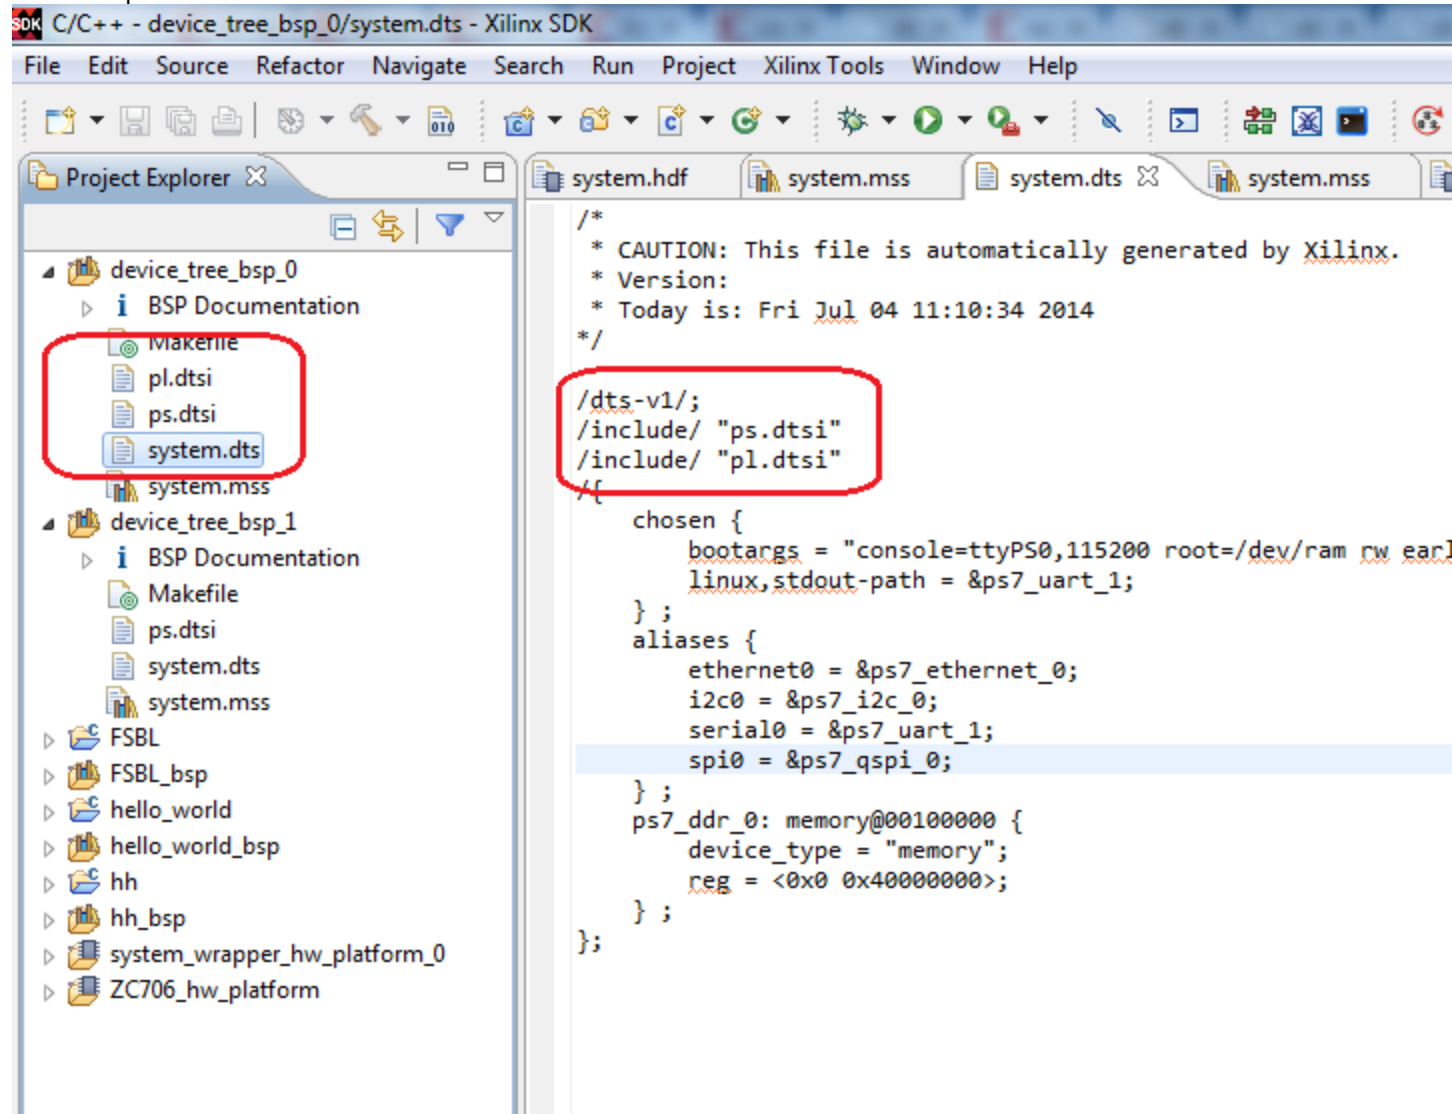 SDK C/C++ - device_tree_bsp_0/system.dts - Xilinx SDK
File Edit Source Refactor Navigate Search Run Project Xilinx Tools Window Help
010
Project Explorer
system.hdf system.mss system.dts system.mss
device_tree_bsp_0
BSP Documentation
Makefile
pl.dtsi
ps.dtsi
system.dts
system.mss
device_tree_bsp_1
BSP Documentation
Makefile
ps.dtsi
system.dts
system.mss
FSBL
FSBL_bsp
hello_world
hello_world_bsp
hh
hh_bsp
system_wrapper_hw_platform_0
ZC706_hw_platform
/*
 * CAUTION: This file is automatically generated by Xilinx.
 * Version:
 * Today is: Fri Jul 04 11:10:34 2014
*/
/dts-v1/;
/include/ "ps.dtsi"
/include/ "pl.dtsi"
/{
chosen {
bootargs = "console=ttyPS0,115200 root=/dev/ram rw earl
linux,stdout-path = &ps7_uart_1;
} ;
aliases {
ethernet0 = &ps7_ethernet_0;
i2c0 = &ps7_i2c_0;
serial0 = &ps7_uart_1;
spi0 = &ps7_qspi_0;
} ;
ps7_ddr_0: memory@00100000 {
device_type = "memory";
reg = <0x0 0x40000000>;
} ;
};